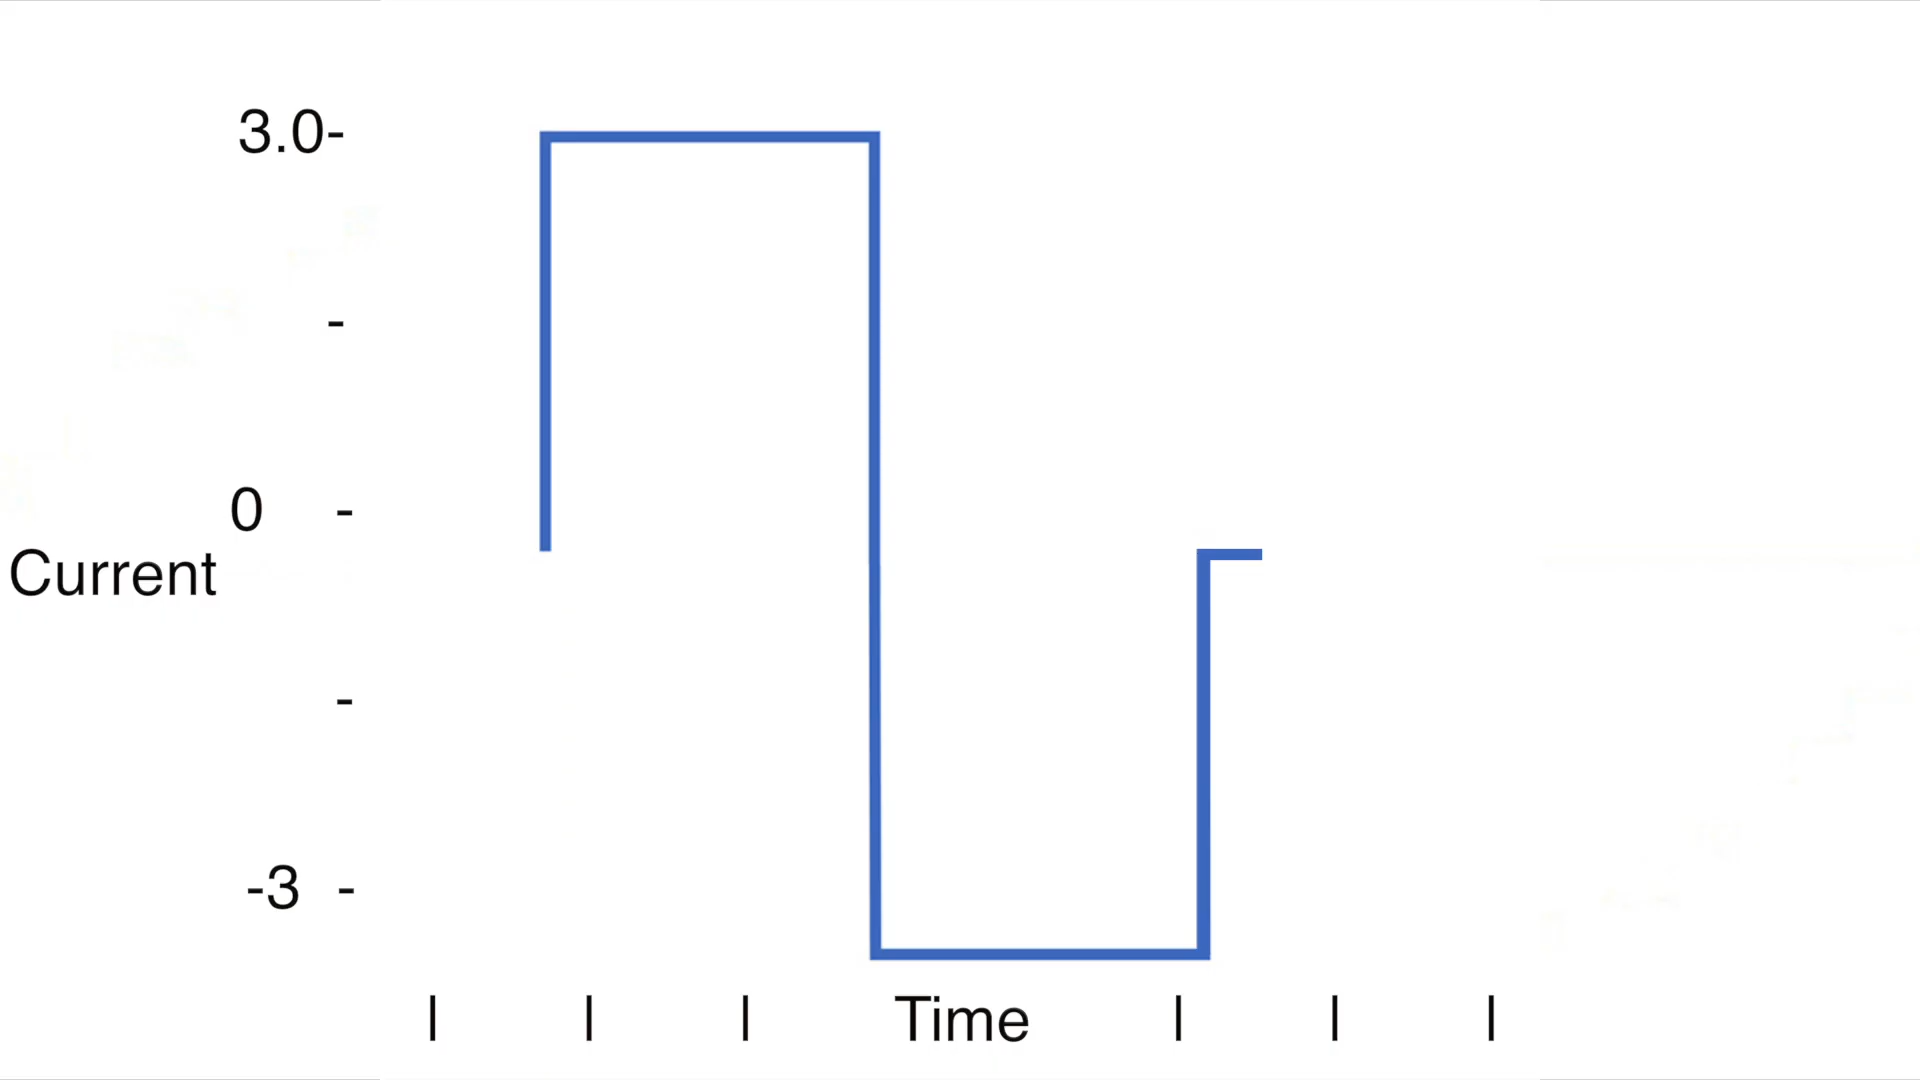 3.0-
-
0 -
Current
-
-3 -
| | | Time | | |